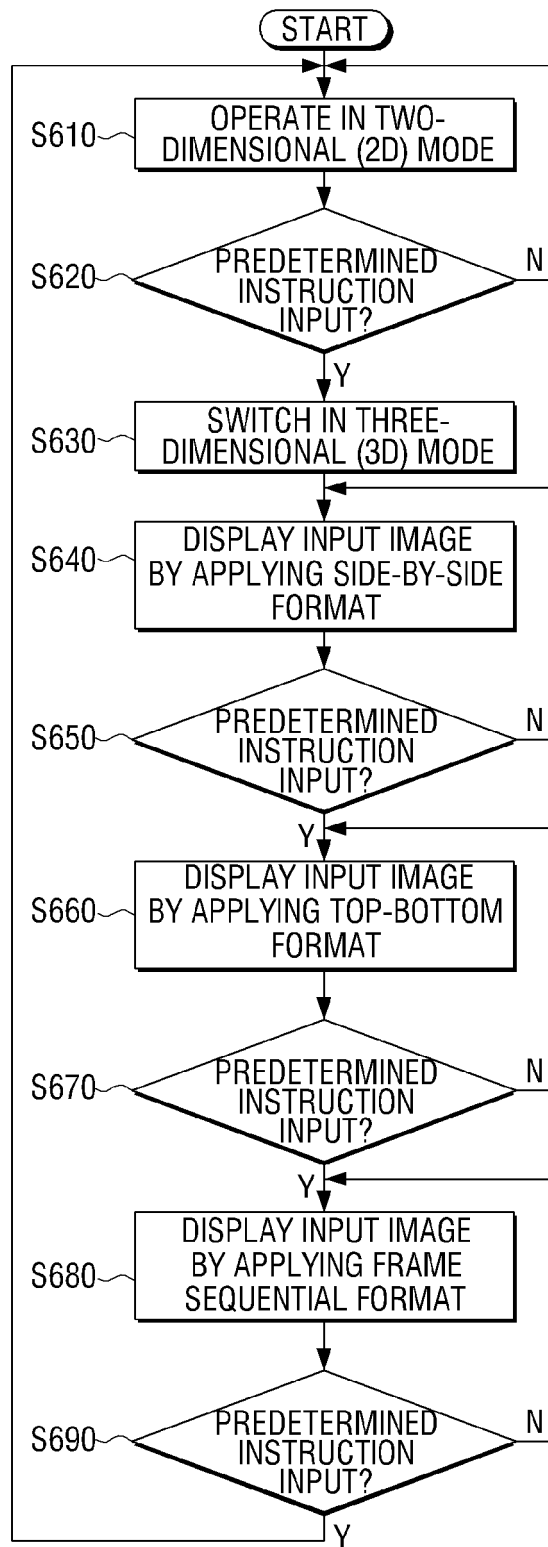 START
S610
OPERATE IN TWO-
DIMENSIONAL (2D) MODE
S620
PREDETERMINED
INSTRUCTION
INPUT?
N
Y
S630
SWITCH IN THREE-
DIMENSIONAL (3D) MODE
S640
DISPLAY INPUT IMAGE
BY APPLYING SIDE-BY-SIDE
FORMAT
S650
PREDETERMINED
INSTRUCTION
INPUT?
N
Y
S660
DISPLAY INPUT IMAGE
BY APPLYING TOP-BOTTOM
FORMAT
S670
PREDETERMINED
INSTRUCTION
INPUT?
N
Y
S680
DISPLAY INPUT IMAGE
BY APPLYING FRAME
SEQUENTIAL FORMAT
S690
PREDETERMINED
INSTRUCTION
INPUT?
N
Y